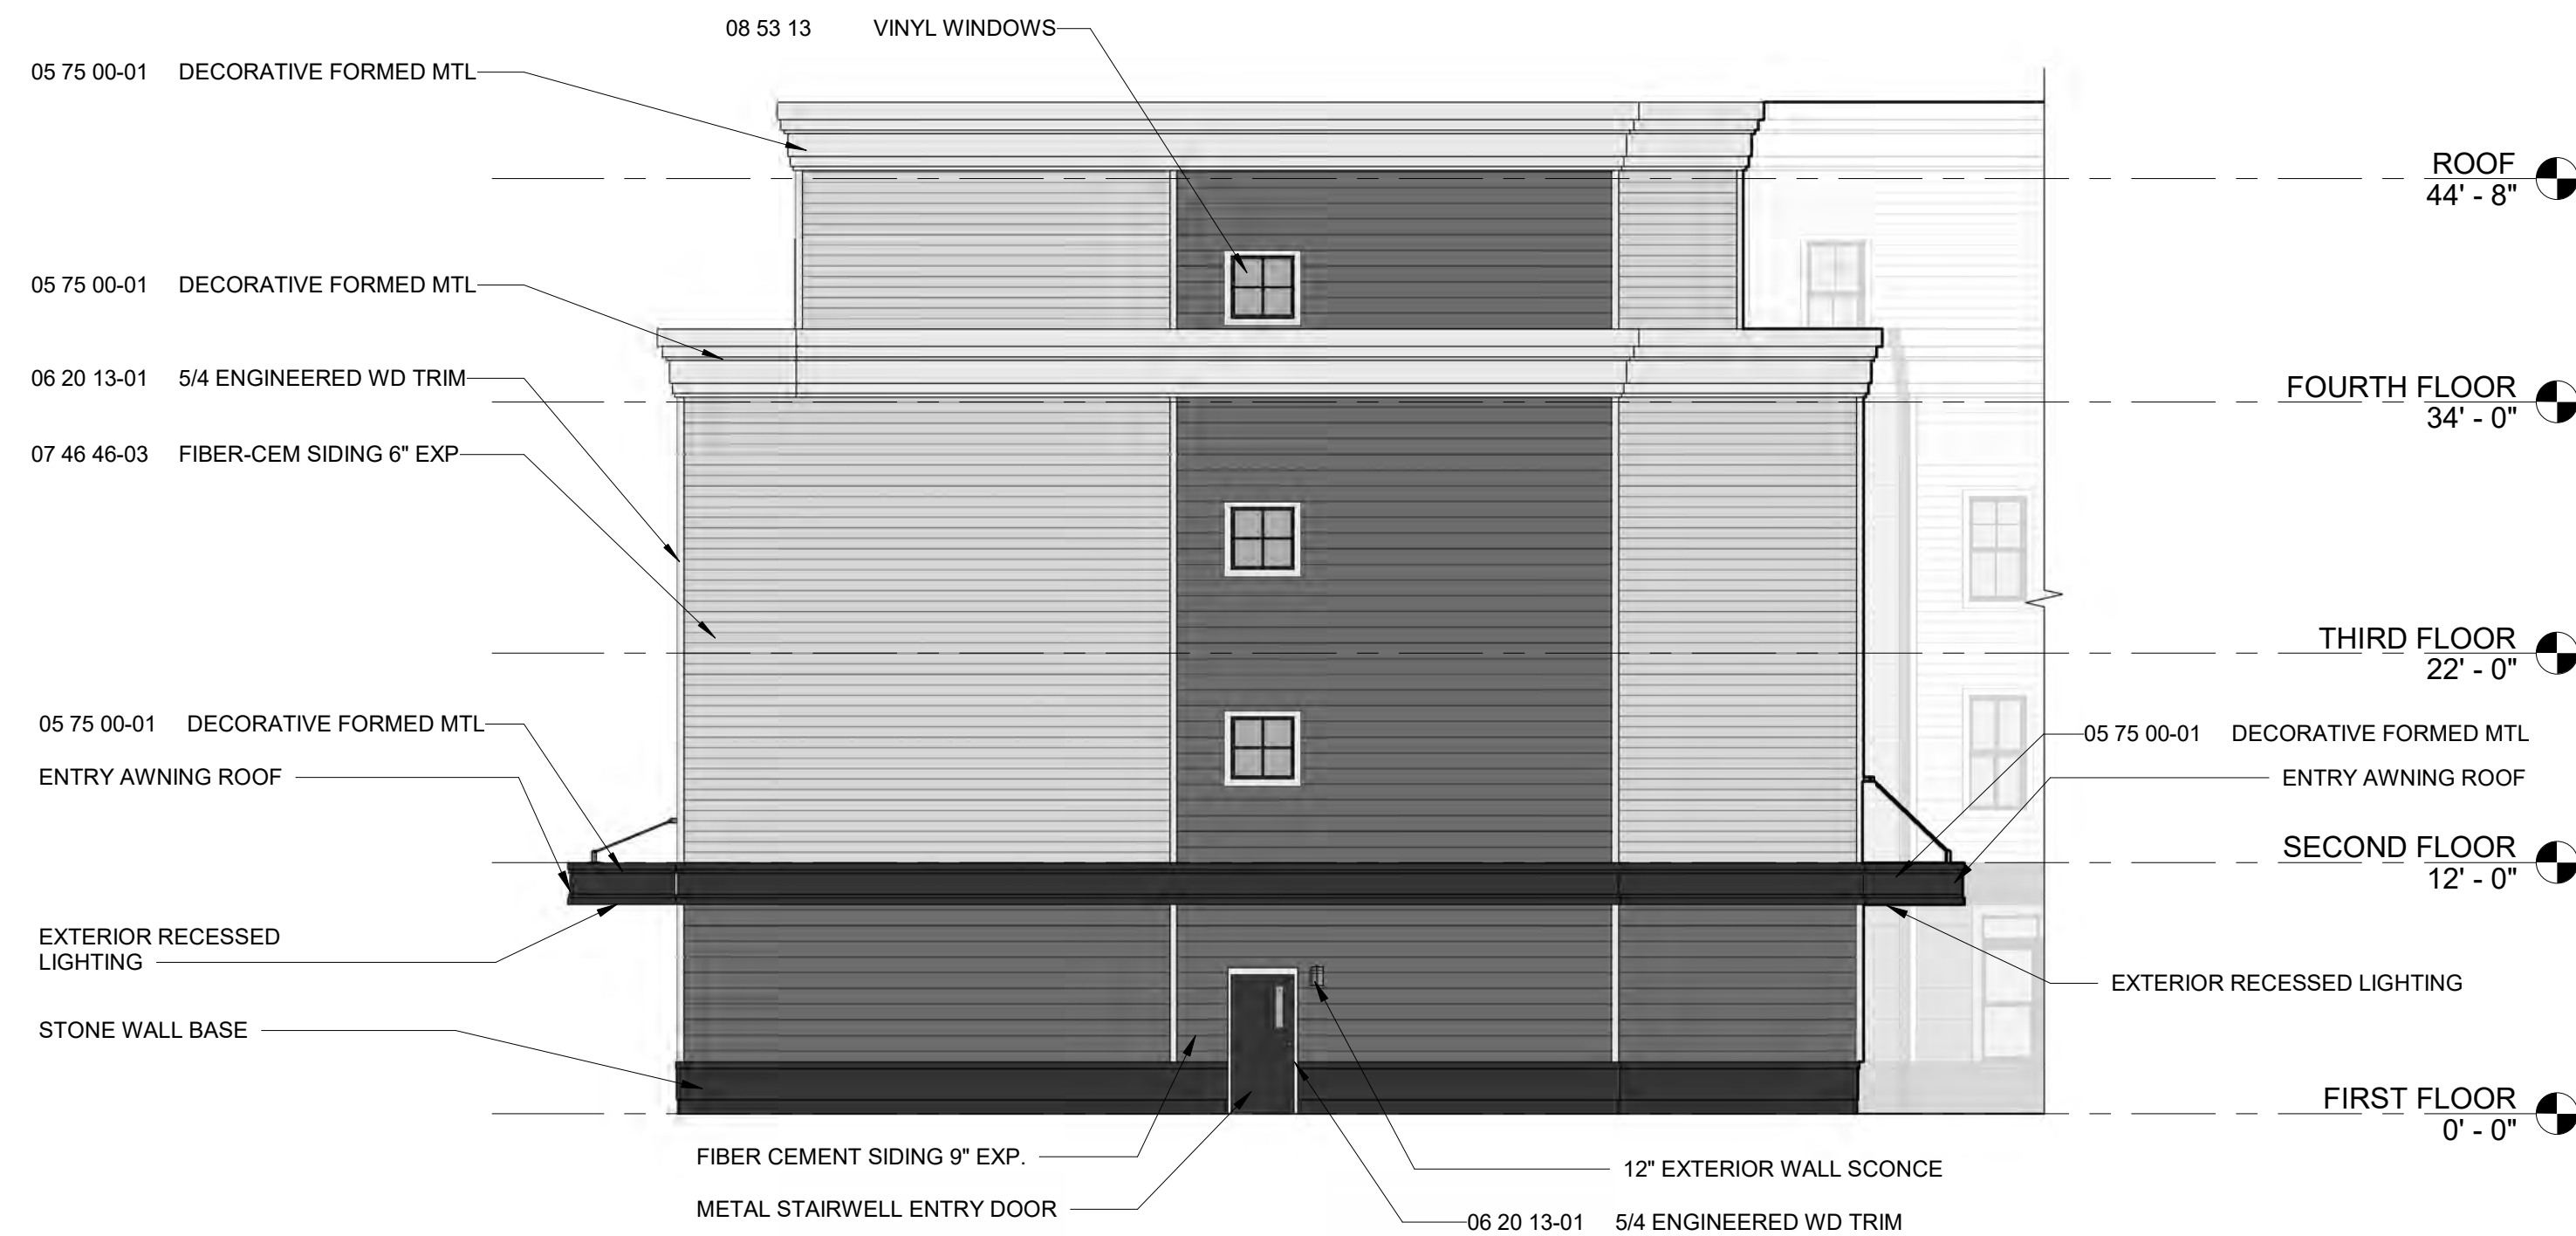 08 53 13 VINYL WINDOWS
05 75 00-01 DECORATIVE FORMED MTL
ROOF
44' - 8"
05 75 00-01 DECORATIVE FORMED MTL
06 20 13-01 5/4 ENGINEERED WD TRIM
FOURTH FLOOR
34' - 0"
07 46 46-03 FIBER-CEM SIDING 6" EXP
THIRD FLOOR
22' - 0"
05 75 00-01 DECORATIVE FORMED MTL
05 75 00-01 DECORATIVE FORMED MTL
ENTRY AWNING ROOF
ENTRY AWNING ROOF
SECOND FLOOR
12' - 0"
EXTERIOR RECESSED
LIGHTING
EXTERIOR RECESSED LIGHTING
STONE WALL BASE
FIRST FLOOR
0' - 0"
FIBER CEMENT SIDING 9" EXP.
12" EXTERIOR WALL SCONCE
METAL STAIRWELL ENTRY DOOR
06 20 13-01 5/4 ENGINEERED WD TRIM